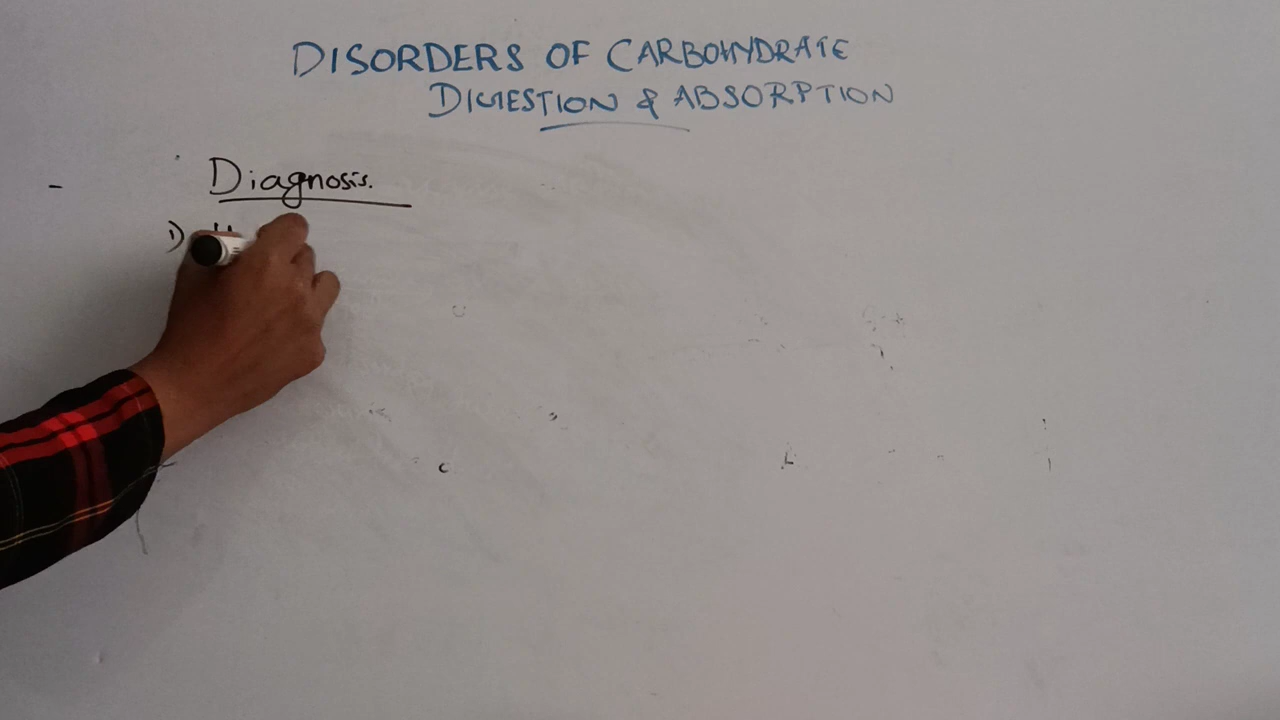 DISORDERS OF CARBOHYDRATE
DIGESTION & ABSORPTION
Diagnosis.
1)